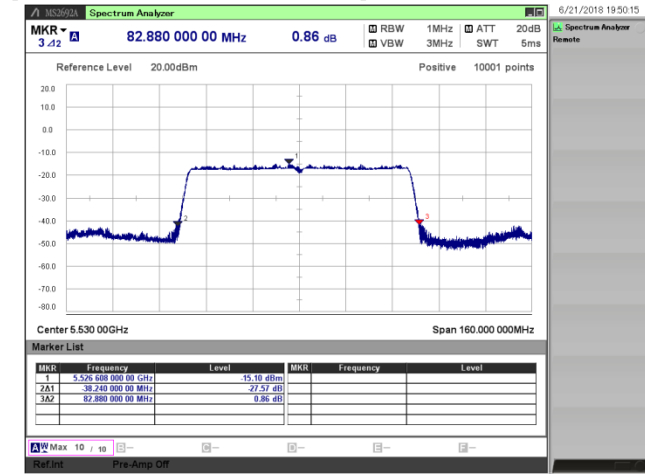 MS2692A Spectrum Analyzer
6/21/2018 19:50:15
MKR
3 Δ2 A 82.880 000 00 MHz 0.86 dB
RBW 1MHz ATT 20dB
VBW 3MHz SWT 5ms
Spectrum Analyzer
Remote
Reference Level 20.00dBm Positive 10001 points
20.0
10.0
0.0
-10.0
-20.0
-30.0
-40.0
-50.0
-60.0
-70.0
-80.0
1
2
3
Center 5.530 00GHz Span 160.000 000MHz
Marker List
MKR Frequency Level MKR Frequency Level
1 5.526 608 000 00 GHz -15.10 dBm
2Δ1 -38.240 000 00 MHz -27.57 dB
3Δ2 82.880 000 00 MHz 0.86 dB
A W Max 10 / 10
Ref.Int Pre-Amp Off